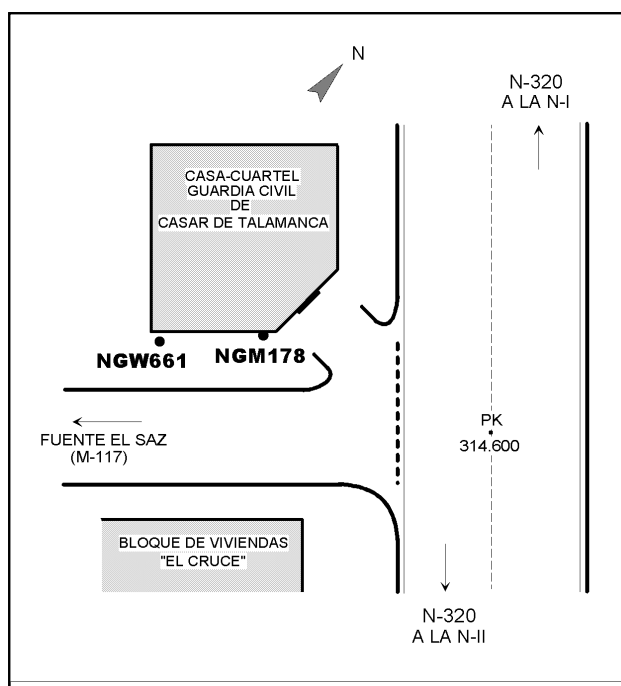 N
N-320
A LA N-I
CASA-CUARTEL
GUARDIA CIVIL
DE
CASAR DE TALAMANCA
NGW661
NGM178
PK
314.600
FUENTE EL SAZ
(M-117)
BLOQUE DE VIVIENDAS
"EL CRUCE"
N-320
A LA N-II